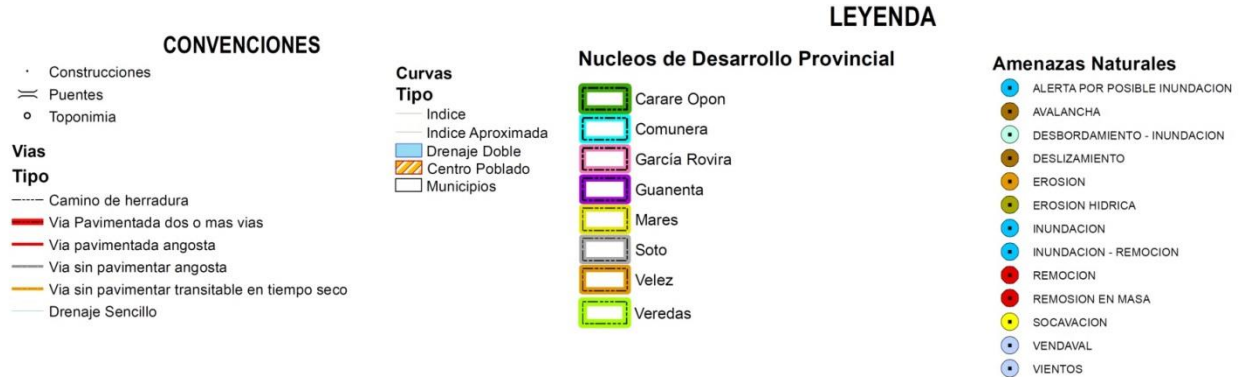 LEYENDA
CONVENCIONES
Construcciones
Puentes
Toponimia
Vias
Tipo
Camino de herradura
Via Pavimentada dos o mas vias
Via pavimentada angosta
Via sin pavimentar angosta
Via sin pavimentar transitable en tiempo seco
Drenaje Sencillo
Curvas
Tipo
Indice
Indice Aproximada
Drenaje Doble
Centro Poblado
Municipios
Nucleos de Desarrollo Provincial
Carare Opon
Comunera
García Rovira
Guanenta
Mares
Soto
Velez
Veredas
Amenazas Naturales
ALERTA POR POSIBLE INUNDACION
AVALANCHA
DESBORDAMIENTO - INUNDACION
DESLIZAMIENTO
EROSION
EROSION HIDRICA
INUNDACION
INUNDACION - REMOCION
REMOCION
REMOSION EN MASA
SOCAVACION
VENDAVAL
VIENTOS